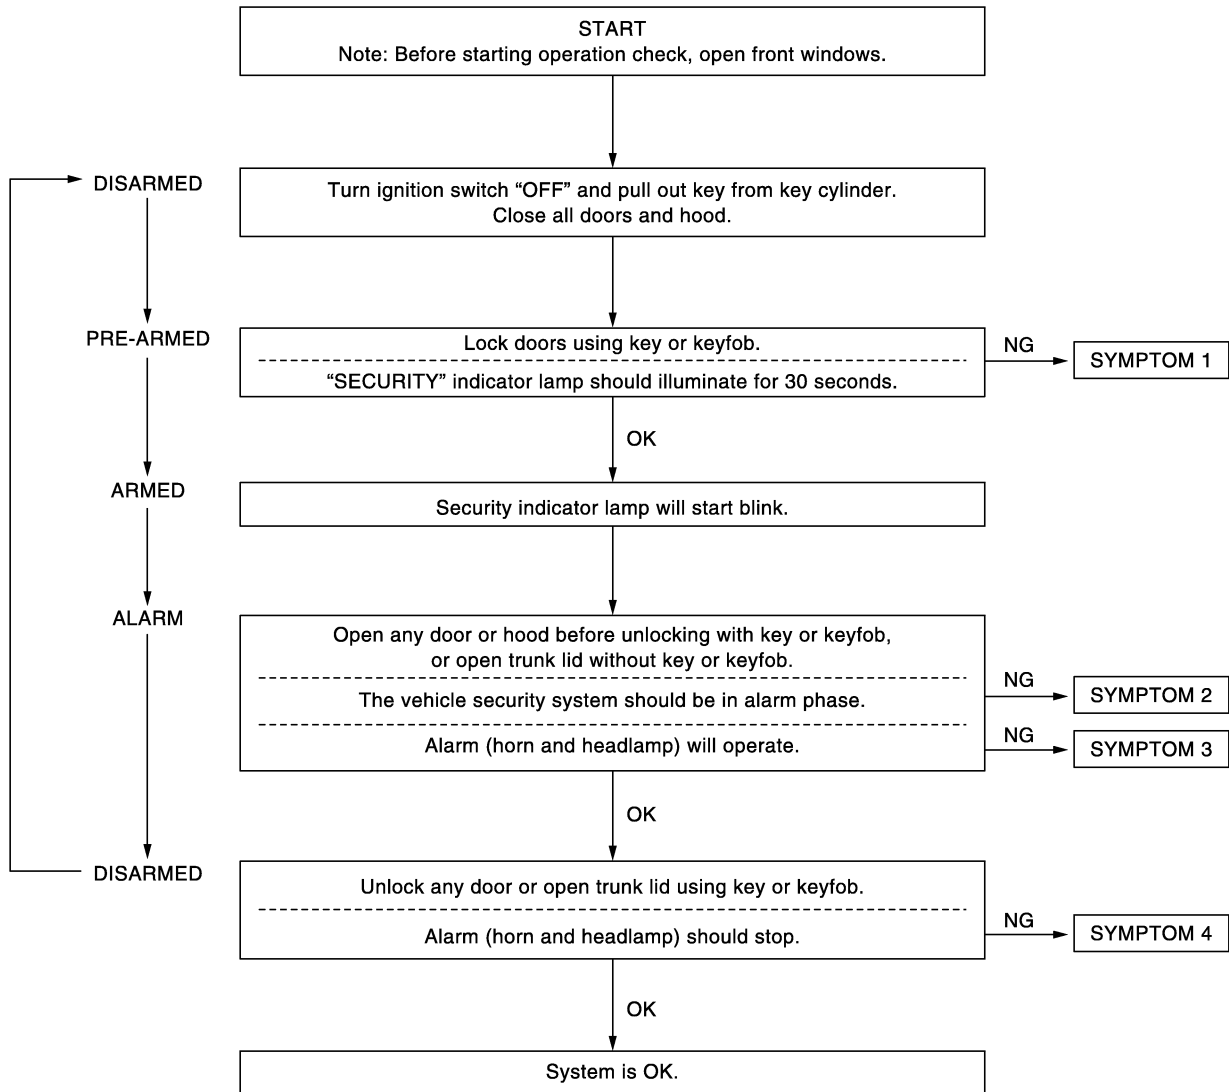 START
Note: Before starting operation check, open front windows.
DISARMED
Turn ignition switch “OFF” and pull out key from key cylinder.
Close all doors and hood.
PRE-ARMED
Lock doors using key or keyfob.
“SECURITY” indicator lamp should illuminate for 30 seconds.
NG
SYMPTOM 1
OK
ARMED
Security indicator lamp will start blink.
ALARM
Open any door or hood before unlocking with key or keyfob,
or open trunk lid without key or keyfob.
The vehicle security system should be in alarm phase.
NG
SYMPTOM 2
Alarm (horn and headlamp) will operate.
NG
SYMPTOM 3
OK
DISARMED
Unlock any door or open trunk lid using key or keyfob.
Alarm (horn and headlamp) should stop.
NG
SYMPTOM 4
OK
System is OK.